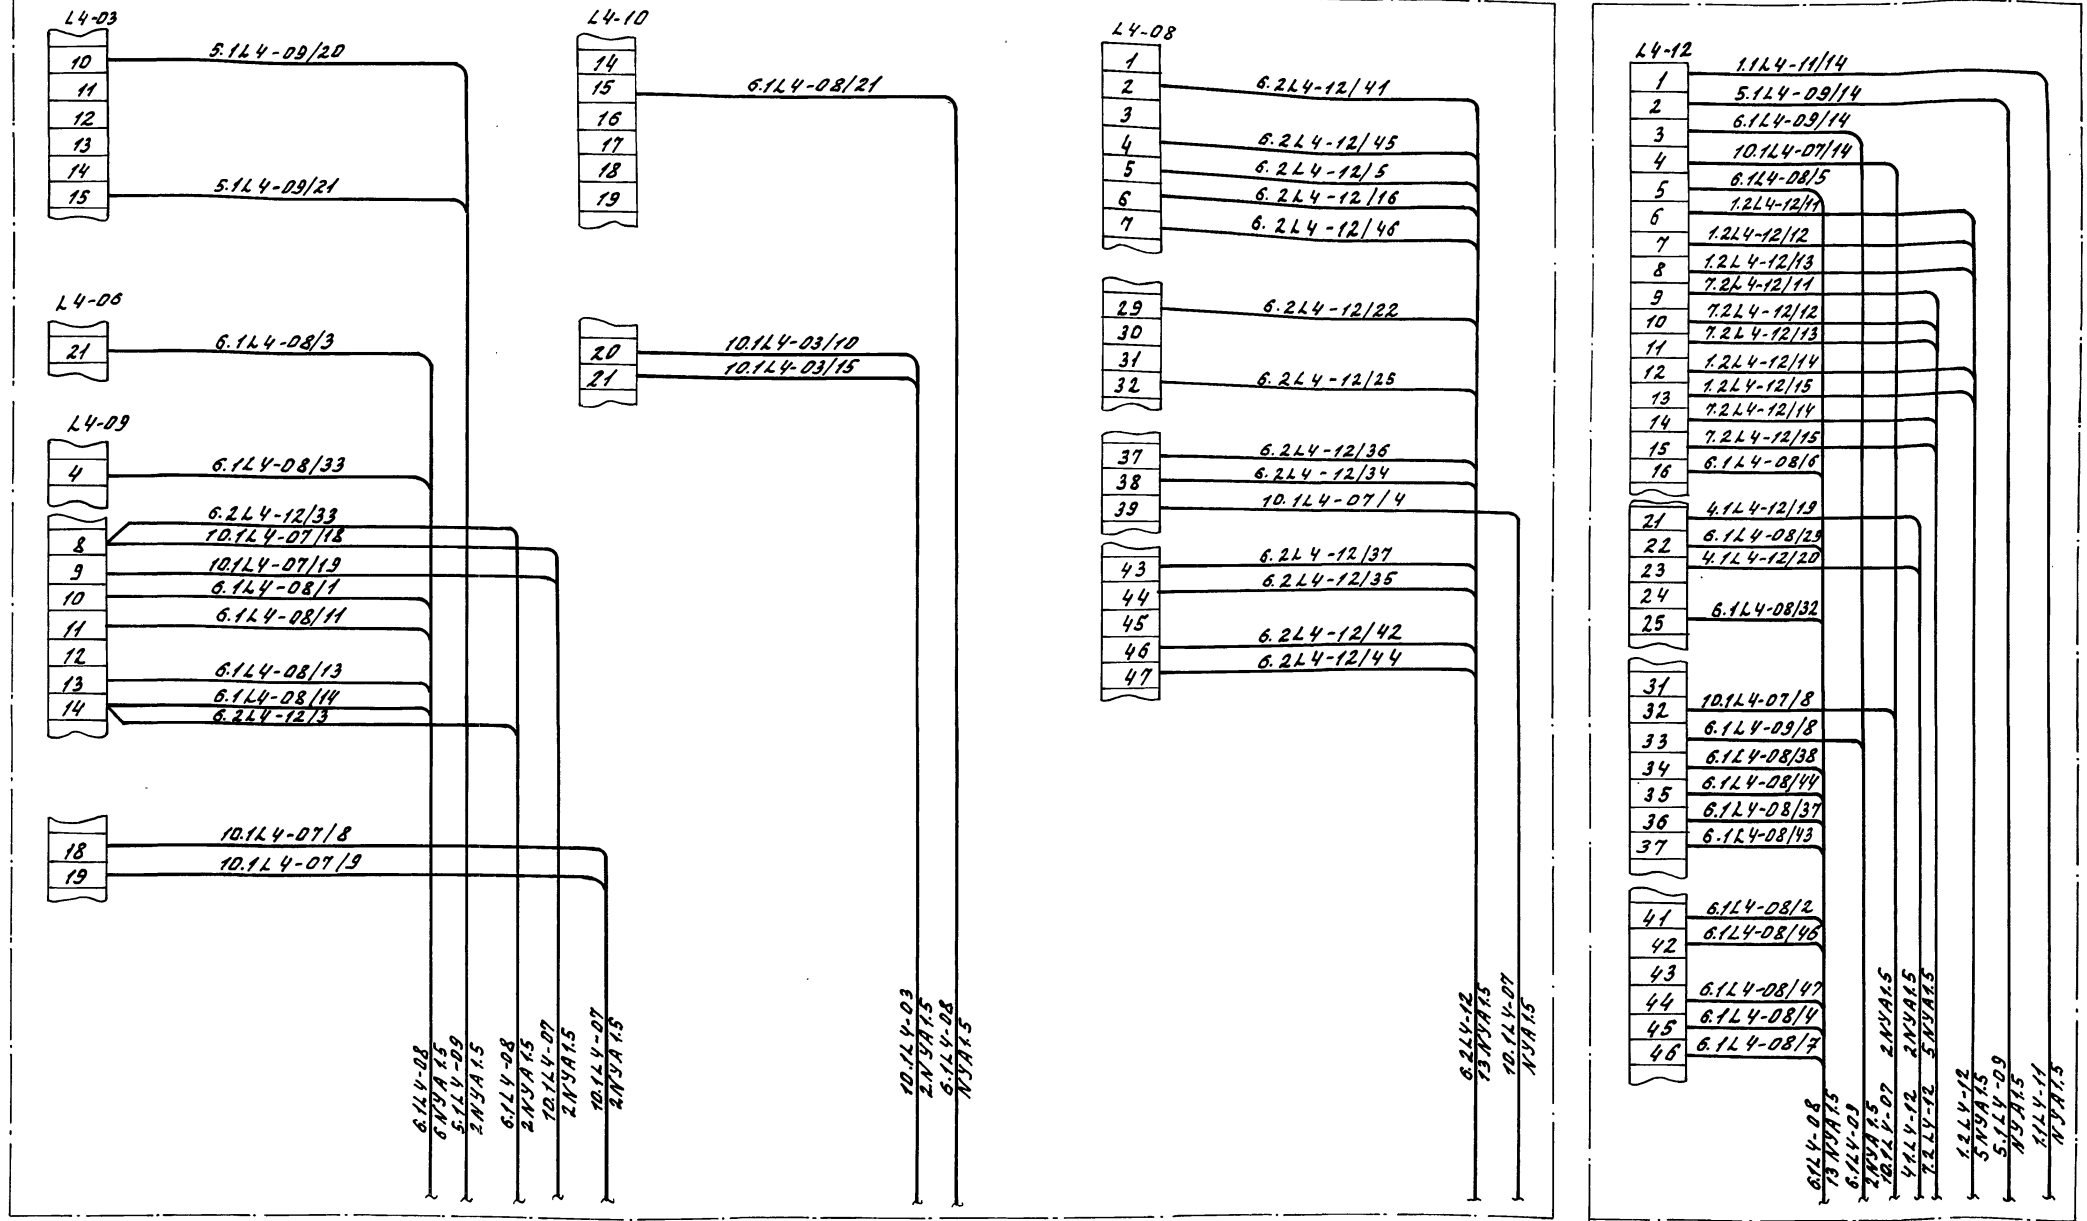 L4-03
10 5.1L4-09/20
11
12
13
14
15 5.1L4-09/21
L4-06
21 6.1L4-08/3
L4-09
4 6.1L4-08/33
6.2L4-12/33
8 10.1L4-07/18
9 10.1L4-07/19
10 6.1L4-08/1
11 6.1L4-08/11
12
13 6.1L4-08/13
14 6.1L4-08/14
6.2L4-12/3
18 10.1L4-07/8
19 10.1L4-07/9
6.1L4-08
6NYA1.5
5.1L4-09
2NYA1.5
6.1L4-08
2NYA1.5
10.1L4-07
2NYA1.5
10.1L4-07
2NYA1.5
L4-10
14
15 6.1L4-08/21
16
17
18
19
20 10.1L4-03/10
21 10.1L4-03/15
10.1L4-03
2NYA1.5
6.1L4-08
NYA1.5
L4-08
1
2 6.2L4-12/41
3
4 6.2L4-12/45
5 6.2L4-12/5
6 6.2L4-12/16
7 6.2L4-12/46
29 6.2L4-12/22
30
31
32 6.2L4-12/25
37 6.2L4-12/36
38 6.2L4-12/34
39 10.1L4-07/4
43 6.2L4-12/37
44 6.2L4-12/35
45
46 6.2L4-12/42
47 6.2L4-12/44
6.2L4-12
13NYA1.5
10.1L4-07
NYA1.5
L4-12
1 1.1L4-11/14
2 5.1L4-09/14
3 6.1L4-09/14
4 10.1L4-07/14
5 6.1L4-08/5
6 1.2L4-12/11
7 1.2L4-12/12
8 1.2L4-12/13
9 7.2L4-12/11
10 7.2L4-12/12
11 7.2L4-12/13
12 1.2L4-12/14
13 1.2L4-12/15
14 7.2L4-12/14
15 7.2L4-12/15
16 6.1L4-08/6
21 4.1L4-12/19
22 6.1L4-08/29
23 4.1L4-12/20
24
25 6.1L4-08/32
31
32 10.1L4-07/8
33 6.1L4-09/8
34 6.1L4-08/38
35 6.1L4-08/44
36 6.1L4-08/37
37 6.1L4-08/43
41 6.1L4-08/2
42 6.1L4-08/46
43
44 6.1L4-08/47
45 6.1L4-08/4
46 6.1L4-08/7
6.1L4-08
13NYA1.5
6.1L4-09
2NYA1.5
10.1L4-07 2NYA1.5
4.1L4-12 2NYA1.5
7.2L4-12 5NYA1.5
1.2L4-12
5NYA1.5
5.1L4-09
NYA1.5
1.1L4-11
NYA1.5